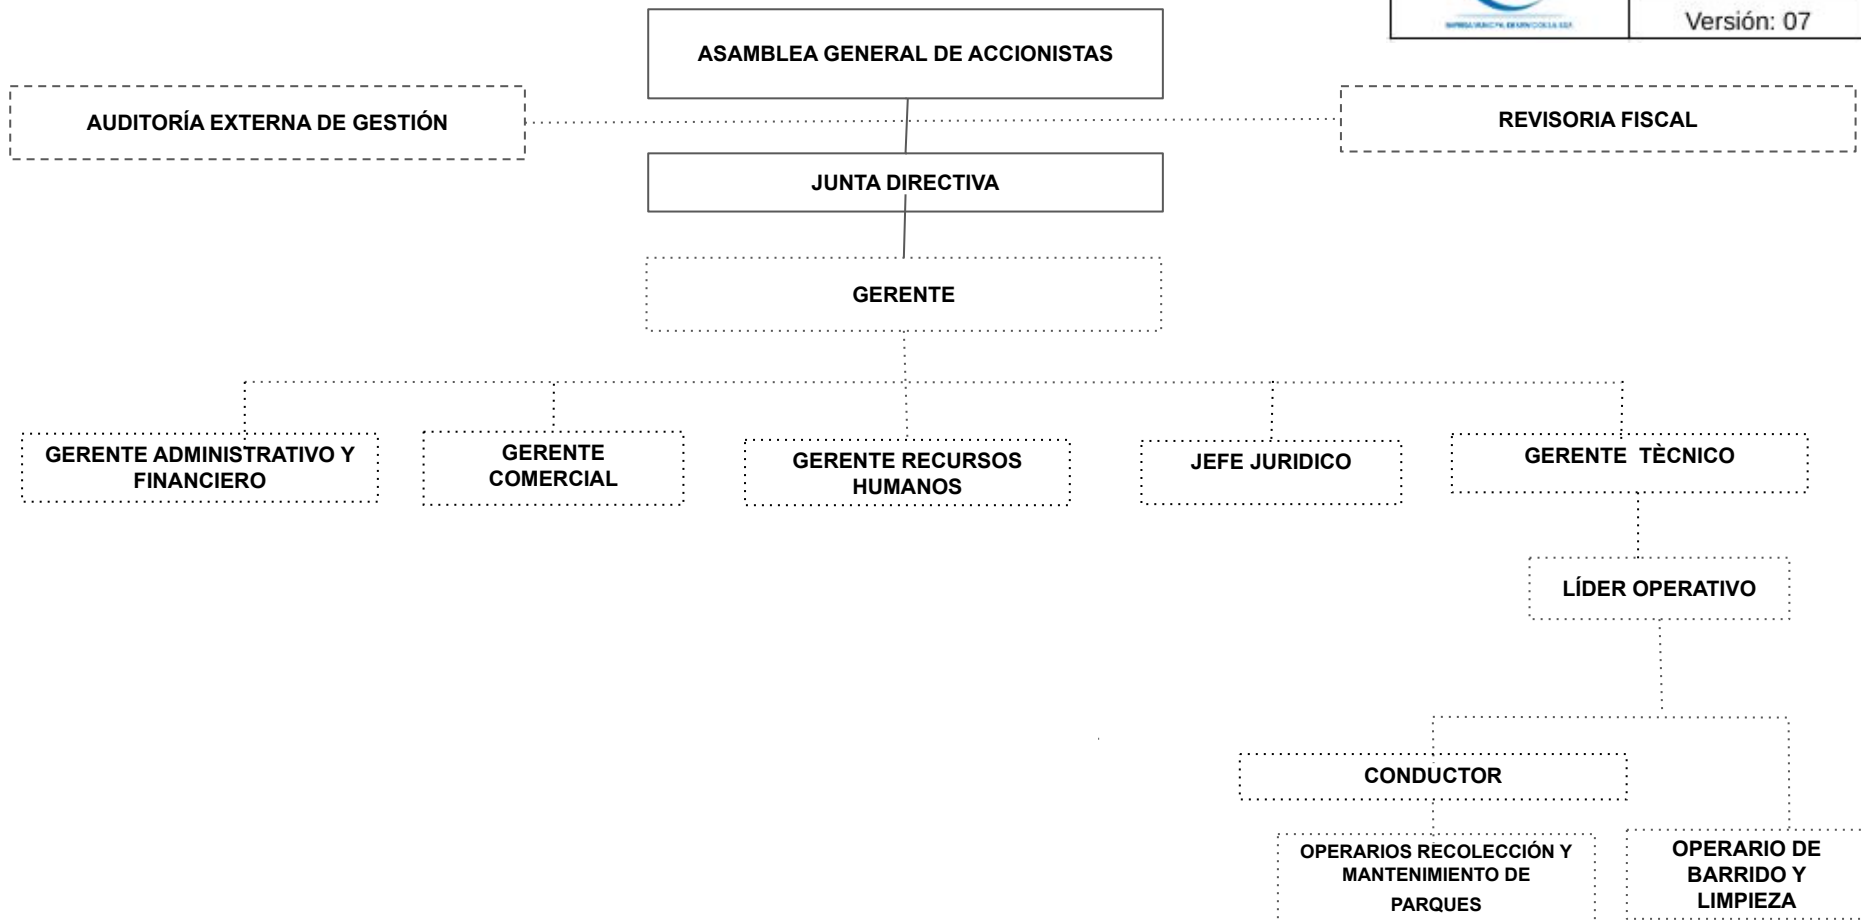 Versión: 07
ASAMBLEA GENERAL DE ACCIONISTAS
AUDITORÍA EXTERNA DE GESTIÓN
REVISORIA FISCAL
JUNTA DIRECTIVA
GERENTE
GERENTE ADMINISTRATIVO Y
FINANCIERO
GERENTE
COMERCIAL
GERENTE RECURSOS
HUMANOS
JEFE JURIDICO
GERENTE TÈCNICO
LÍDER OPERATIVO
CONDUCTOR
OPERARIOS RECOLECCIÓN Y
MANTENIMIENTO DE
PARQUES
OPERARIO DE
BARRIDO Y
LIMPIEZA